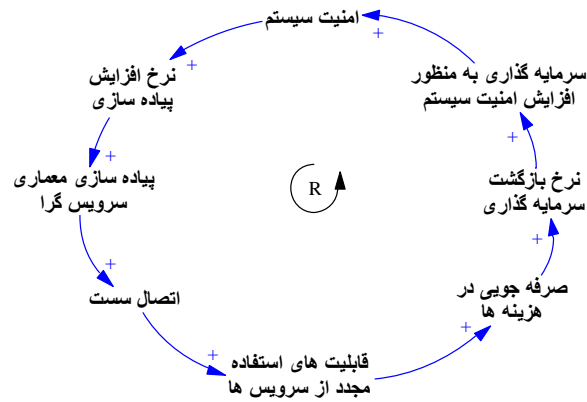 امنیت سیستم
+
نرخ افزایش
پیاده سازی
+
پیاده سازی معماری
سرویس گرا
+
اتصال سست
+
قابلیت های استفاده
مجدد از سرویس ها
+
صرفه جویی در
هزینه ها
+
نرخ بازگشت
سرمایه گذاری
+
سرمایه گذاری به منظور
افزایش امنیت سیستم
+
R